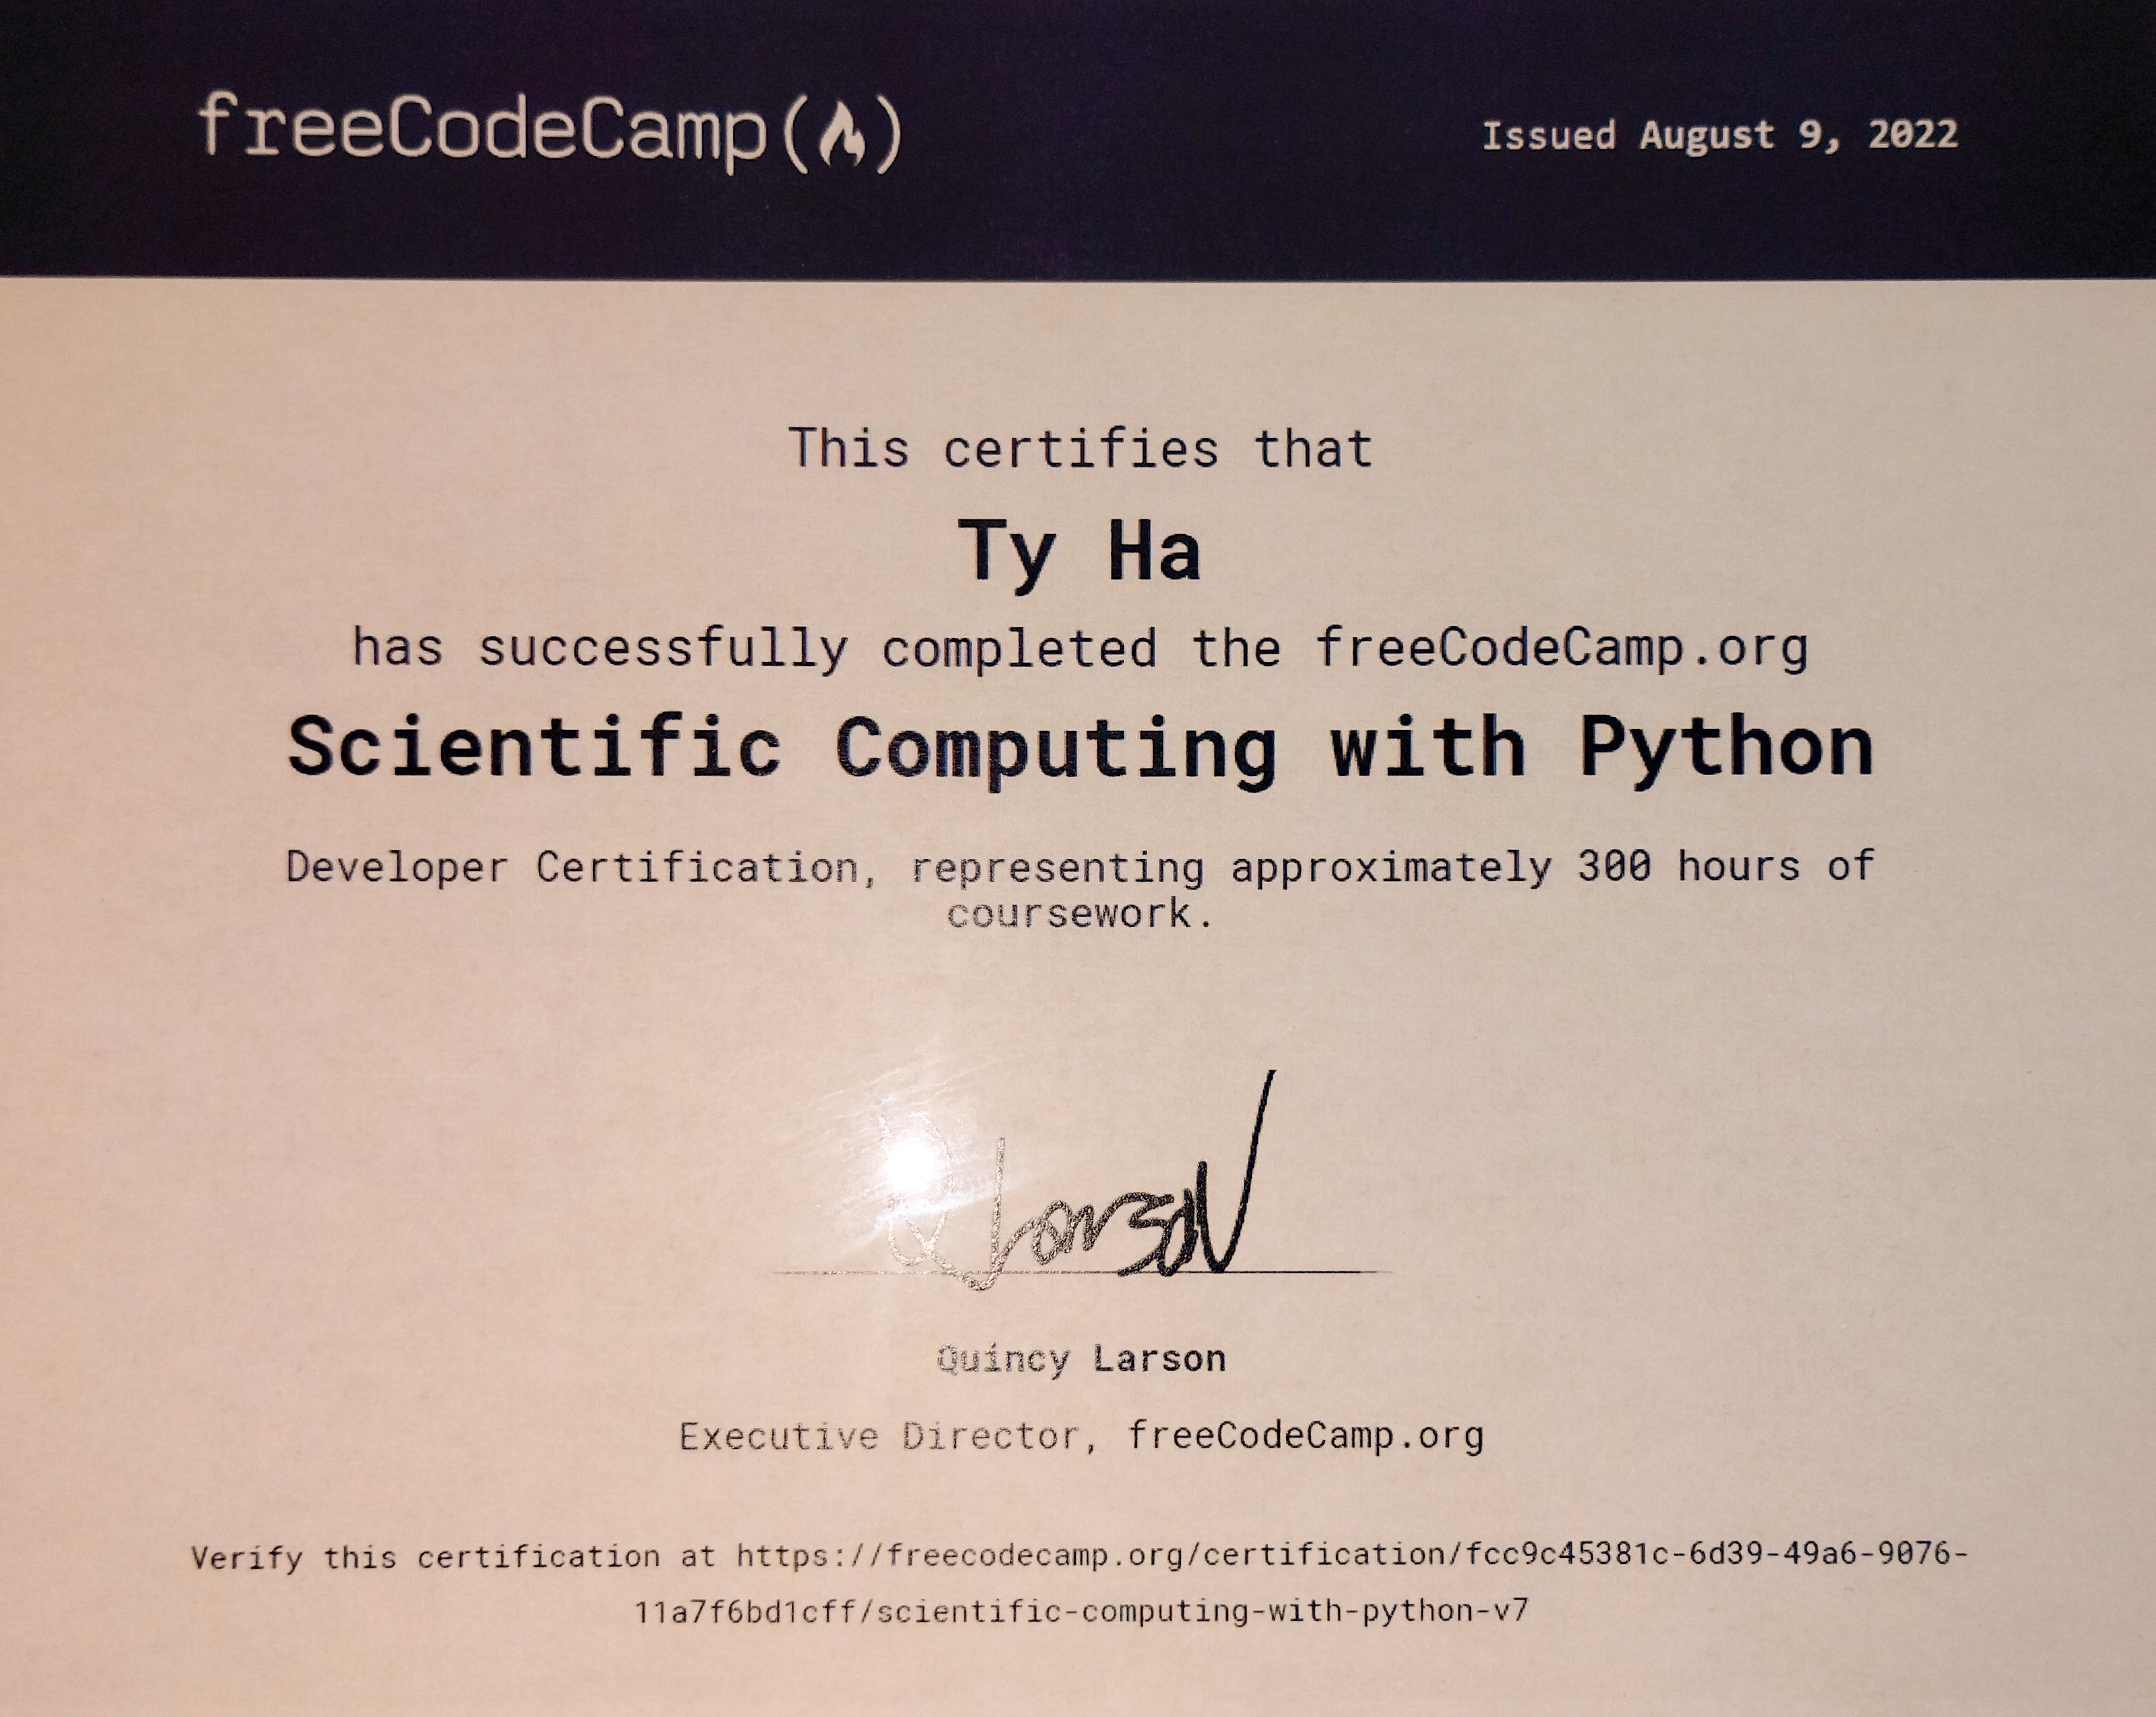 freeCodeCamp(🔥)
Issued August 9, 2022
This certifies that
Ty Ha
has successfully completed the freeCodeCamp.org
Scientific Computing with Python
Developer Certification, representing approximately 300 hours of
coursework.
Q Larson
Quincy Larson
Executive Director, freeCodeCamp.org
Verify this certification at https://freecodecamp.org/certification/fcc9c45381c-6d39-49a6-9076-
11a7f6bd1cff/scientific-computing-with-python-v7